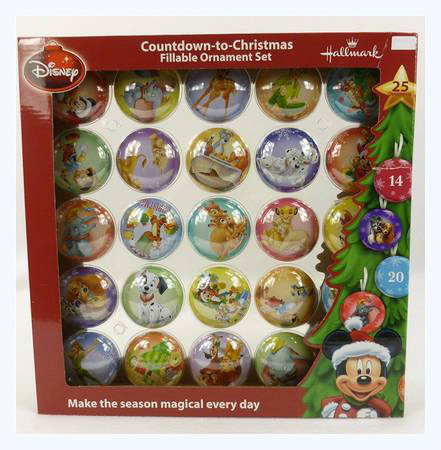 Countdown-to-Christmas
Fillable Ornament Set
Hallmark
Disney
25
14
20
Make the season magical every day